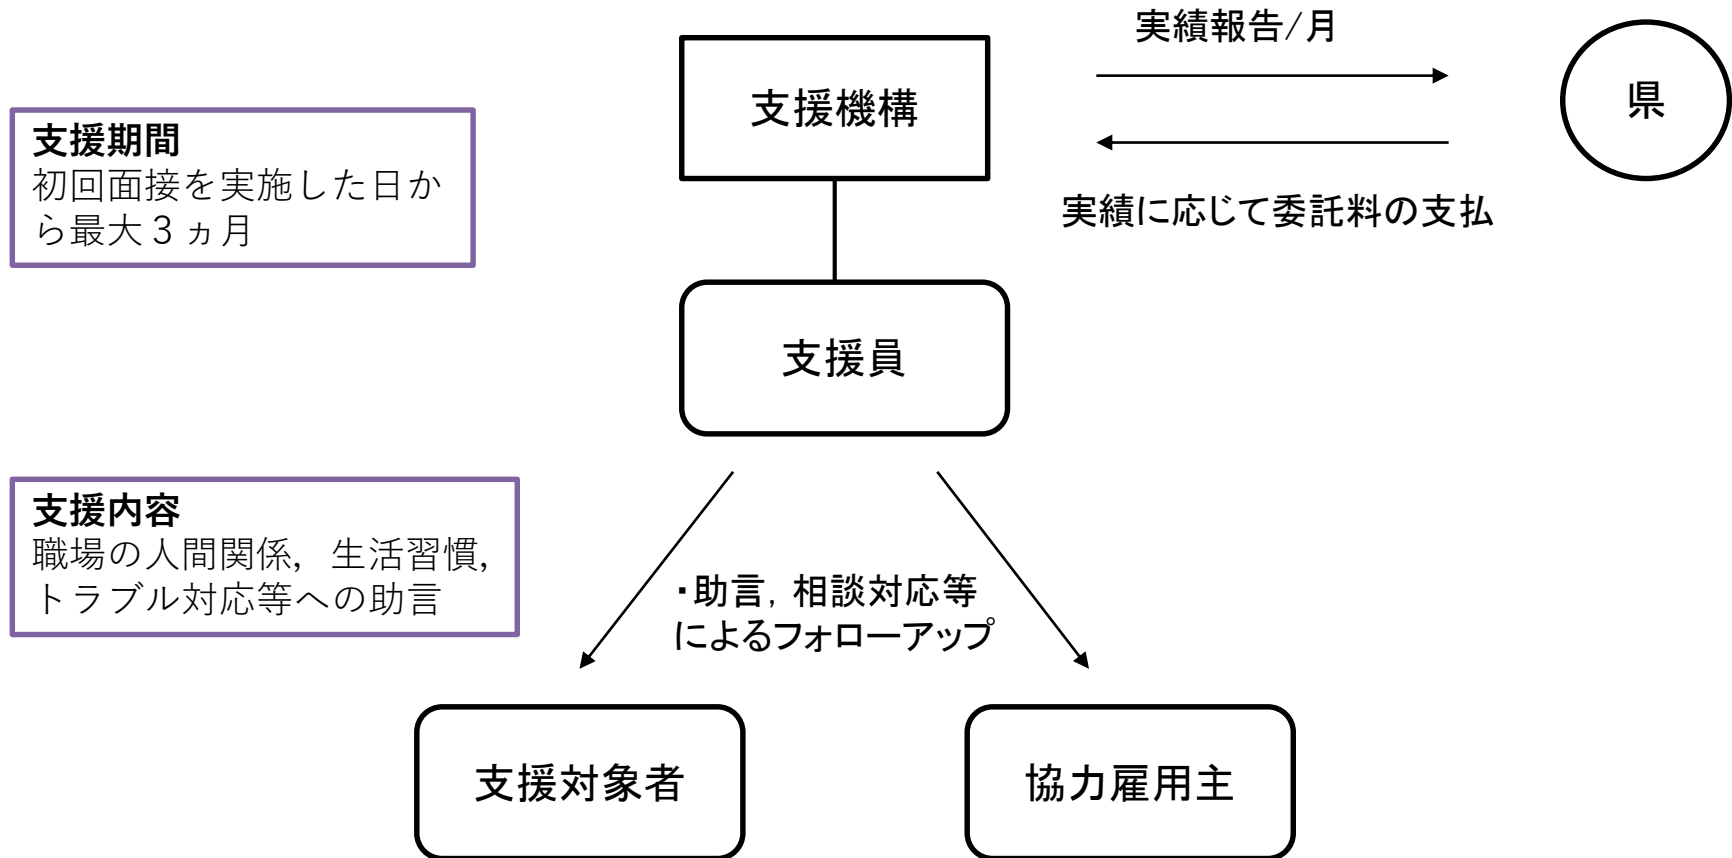 実績報告/月
支援機構
県
実績に応じて委託料の支払
支援期間
初回面接を実施した日か
ら最大３ヵ月
支援員
支援内容
職場の人間関係，生活習慣，
トラブル対応等への助言
・助言，相談対応等
によるフォローアップ
支援対象者
協力雇用主